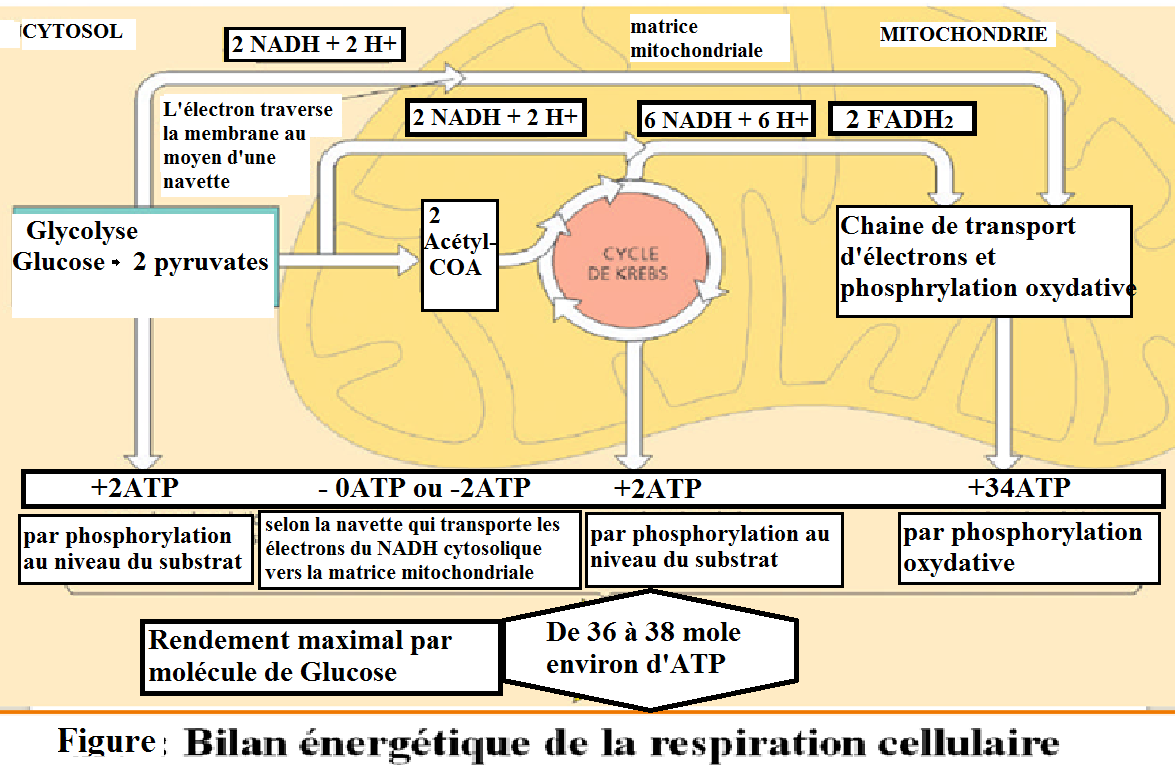 CYTOSOL
2 NADH + 2 H+
matrice
mitochondriale
MITOCHONDRIE
L'électron traverse
la membrane au
moyen d'une
navette
2 NADH + 2 H+
6 NADH + 6 H+
2 FADH2
Glycolyse
Glucose → 2 pyruvates
2
Acétyl-
COA
CYCLE
DE KREBS
Chaine de transport
d'électrons et
phosphrylation oxydative
+2ATP
- 0ATP ou -2ATP
+2ATP
+34ATP
par phosphorylation
au niveau du substrat
selon la navette qui transporte les
électrons du NADH cytosolique
vers la matrice mitochondriale
par phosphorylation au
niveau du substrat
par phosphorylation
oxydative
Rendement maximal par
molécule de Glucose
De 36 à 38 mole
environ d'ATP
Figure : Bilan énergétique de la respiration cellulaire